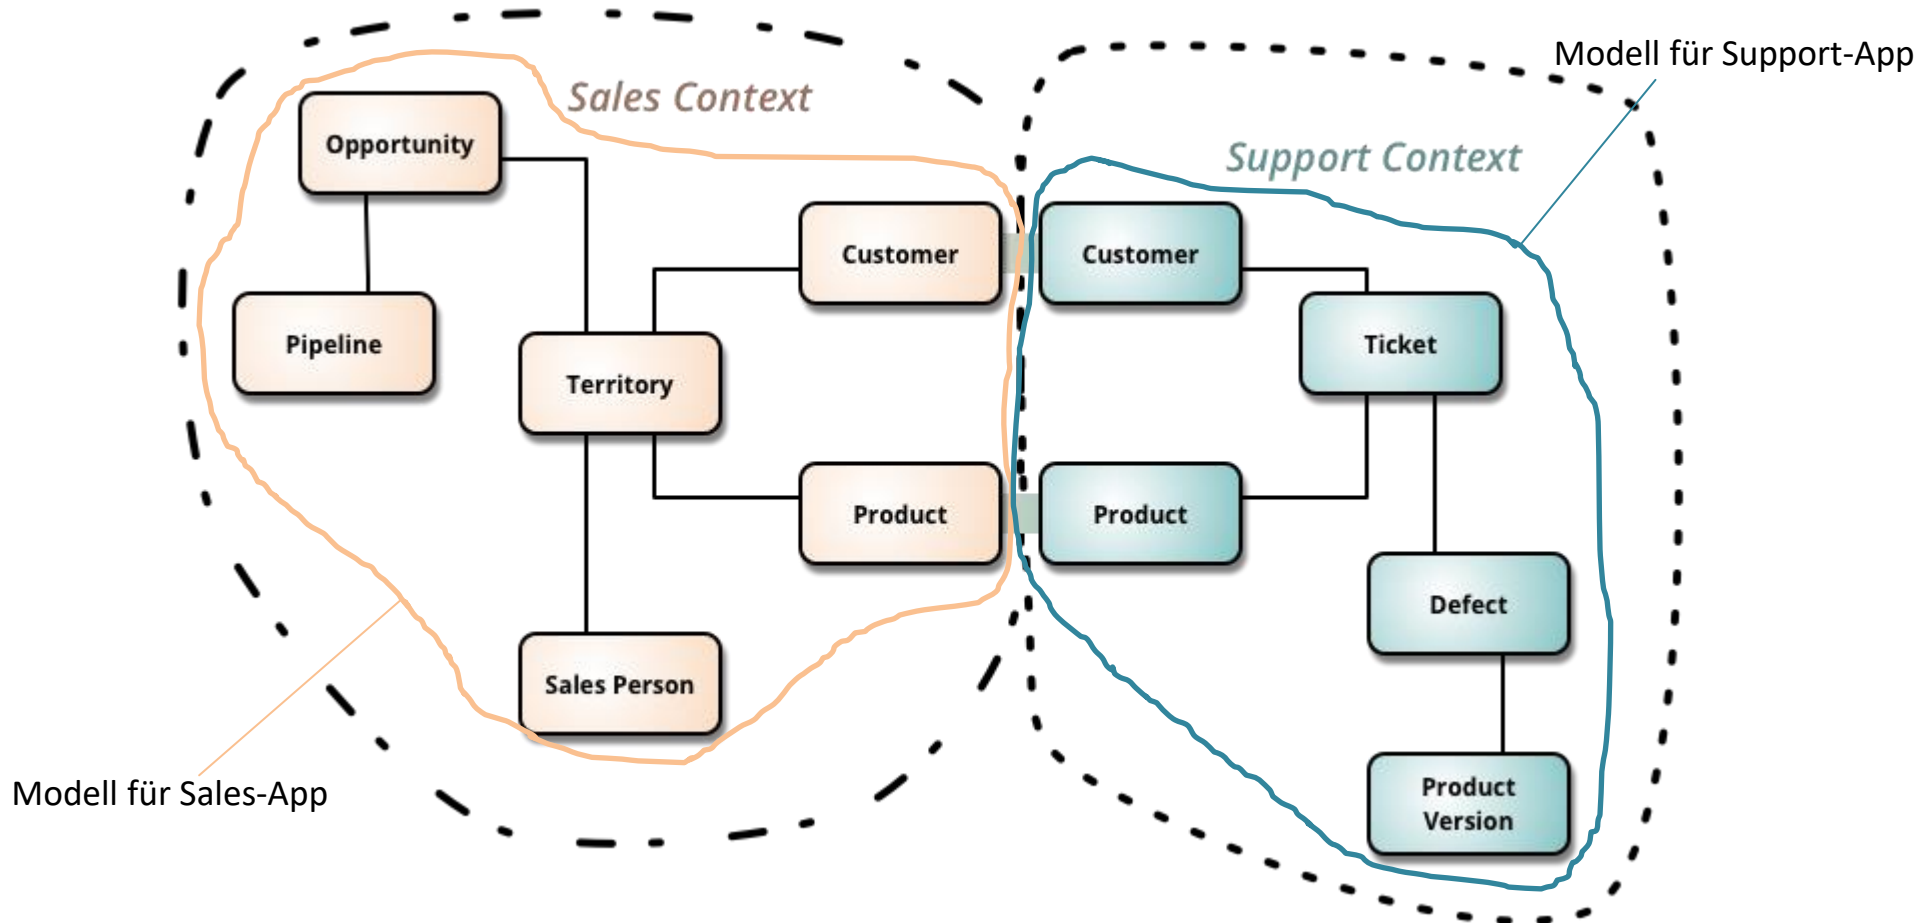 Modell für Support-App
Sales Context
Support Context
Opportunity
Customer
Customer
Pipeline
Territory
Ticket
Product
Product
Defect
Sales Person
Modell für Sales-App
Product
Version